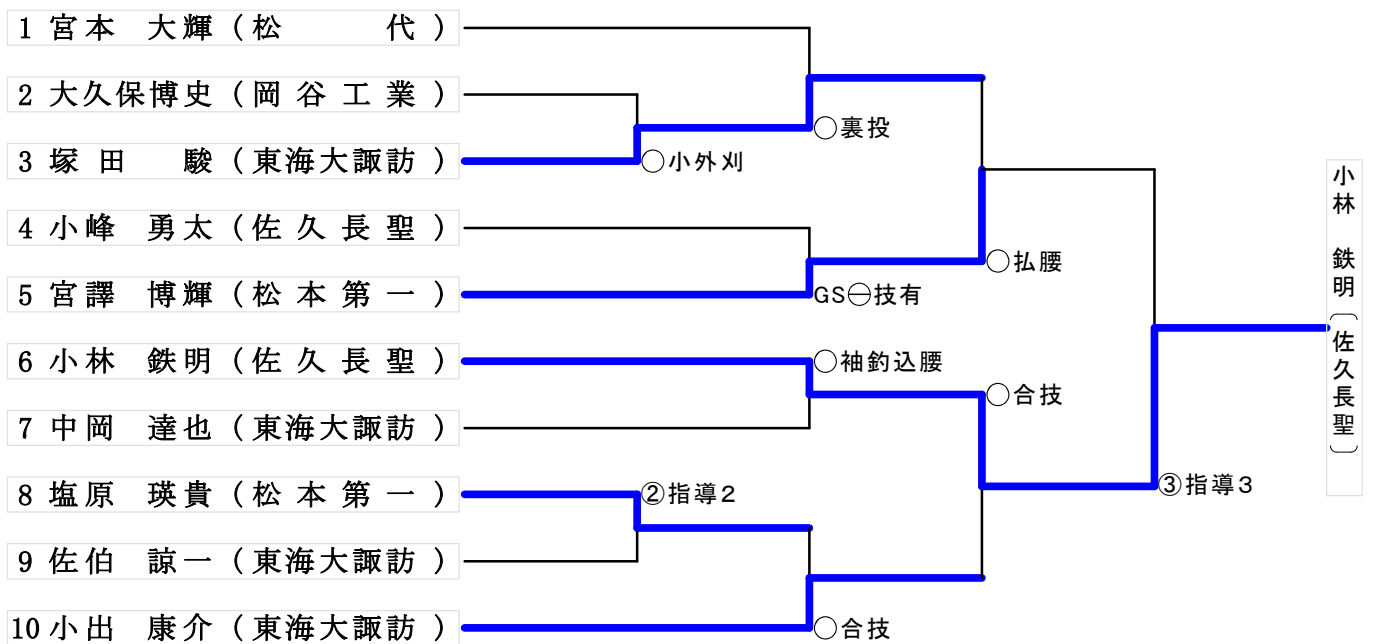 1 宮本 大輝(松 代)
2 大久保博史(岡谷工業)
3 塚田 駿(東海大諏訪)
4 小峰 勇太(佐久長聖)
5 宮譯 博輝(松本第一)
6 小林 鉄明(佐久長聖)
7 中岡 達也(東海大諏訪)
8 塩原 瑛貴(松本第一)
9 佐伯 諒一(東海大諏訪)
10 小出 康介(東海大諏訪)
○小外刈
②指導2
○裏投
GS㊀技有
○袖釣込腰
○合技
○払腰
○合技
③指導3
小林 鉄明(佐久長聖)